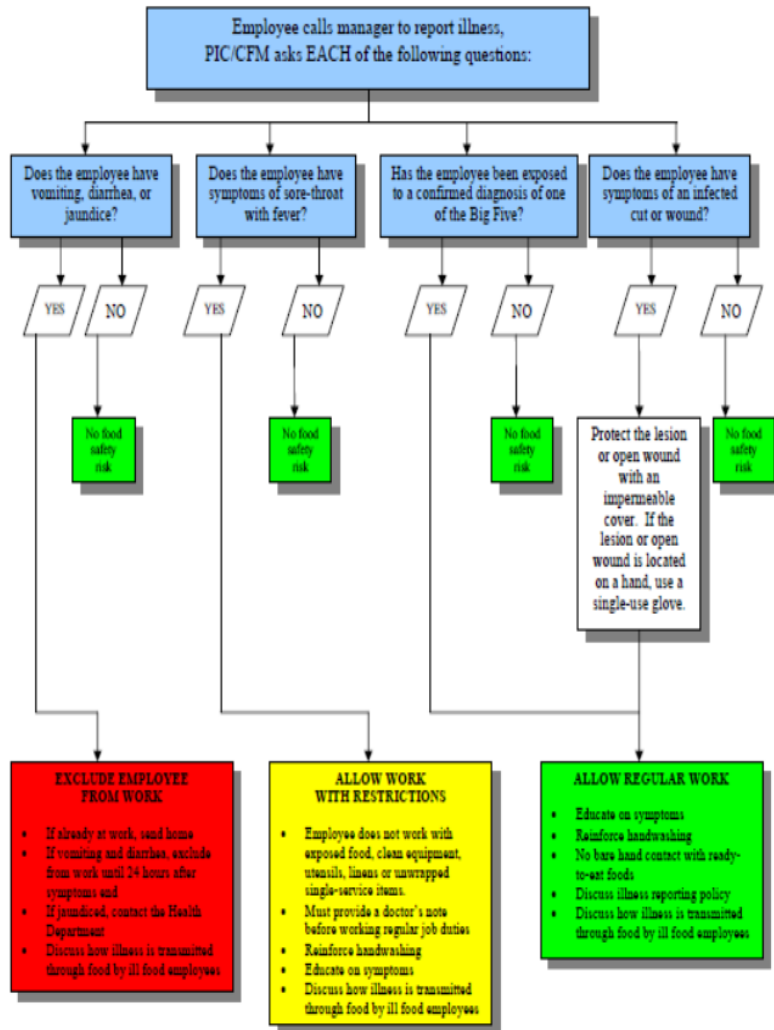 Employee calls manager to report illness,
PIC/CFM asks EACH of the following questions:
Does the employee have
vomiting, diarrhea, or
jaundice?
Does the employee have
symptoms of sore-throat
with fever?
Has the employee been exposed
to a confirmed diagnosis of one
of the Big Five?
Does the employee have
symptoms of an infected
cut or wound?
YES
NO
YES
NO
YES
NO
YES
NO
No food
safety
risk
No food
safety
risk
No food
safety
risk
Protect the lesion
or open wound
with an
impermeable
cover. If the
lesion or open
wound is located
on a hand, use a
single-use glove.
No food
safety
risk
EXCLUDE EMPLOYEE
FROM WORK
• If already at work, send home
• If vomiting and diarrhea, exclude
from work until 24 hours after
symptoms end
• If jaundiced, contact the Health
Department
• Discuss how illness is transmitted
through food by ill food employees
ALLOW WORK
WITH RESTRICTIONS
• Employee does not work with
exposed food, clean equipment,
utensils, linens or unwrapped
single-service items.
• Must provide a doctor's note
before working regular job duties
• Reinforce handwashing
• Educate on symptoms
• Discuss how illness is transmitted
through food by ill food employees
ALLOW REGULAR WORK
• Educate on symptoms
• Reinforce handwashing
• No bare hand contact with ready-
to-eat foods
• Discuss illness reporting policy
• Discuss how illness is transmitted
through food by ill food employees